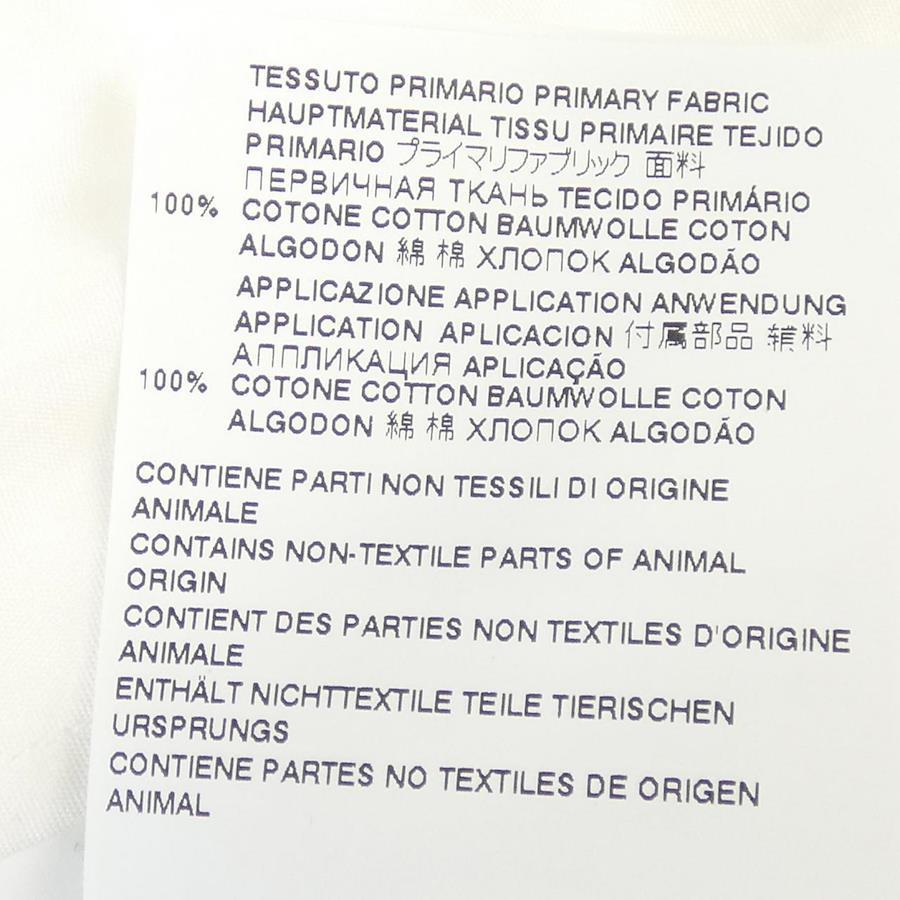 TESSUTO PRIMARIO PRIMARY FABRIC
HAUPTMATERIAL TISSU PRIMAIRE TEJIDO
PRIMARIO プライマリファブリック 面料
ПЕРВИЧНАЯ ТКАНЬ TECIDO PRIMÁRIO
100% COTONE COTTON BAUMWOLLE COTON
ALGODON 綿 棉 ХЛОПОК ALGODÃO
APPLICAZIONE APPLICATION ANWENDUNG
APPLICATION APLICACION 付属部品 辅料
АППЛИКАЦИЯ APLICAÇÃO
100% COTONE COTTON BAUMWOLLE COTON
ALGODON 綿 棉 ХЛОПОК ALGODÃO
CONTIENE PARTI NON TESSILI DI ORIGINE
ANIMALE
CONTAINS NON-TEXTILE PARTS OF ANIMAL
ORIGIN
CONTIENT DES PARTIES NON TEXTILES D'ORIGINE
ANIMALE
ENTHÄLT NICHTTEXTILE TEILE TIERISCHEN
URSPRUNGS
CONTIENE PARTES NO TEXTILES DE ORIGEN
ANIMAL